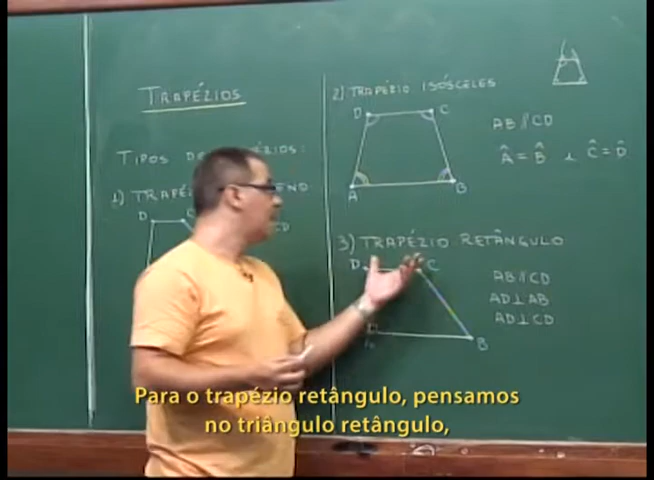 TRAPÉZIOS
TIPOS DE
1) TRAPÉ
D
2) TRAPÉZIO ISÓSCELES
D C
A B
AB//CD
Â=B̂ e Ĉ=D̂
3) TRAPÉZIO RETÂNGULO
D C
B
AB//CD
AD⊥AB
AD⊥CD
Para o trapézio retângulo, pensamos
no triângulo retângulo,